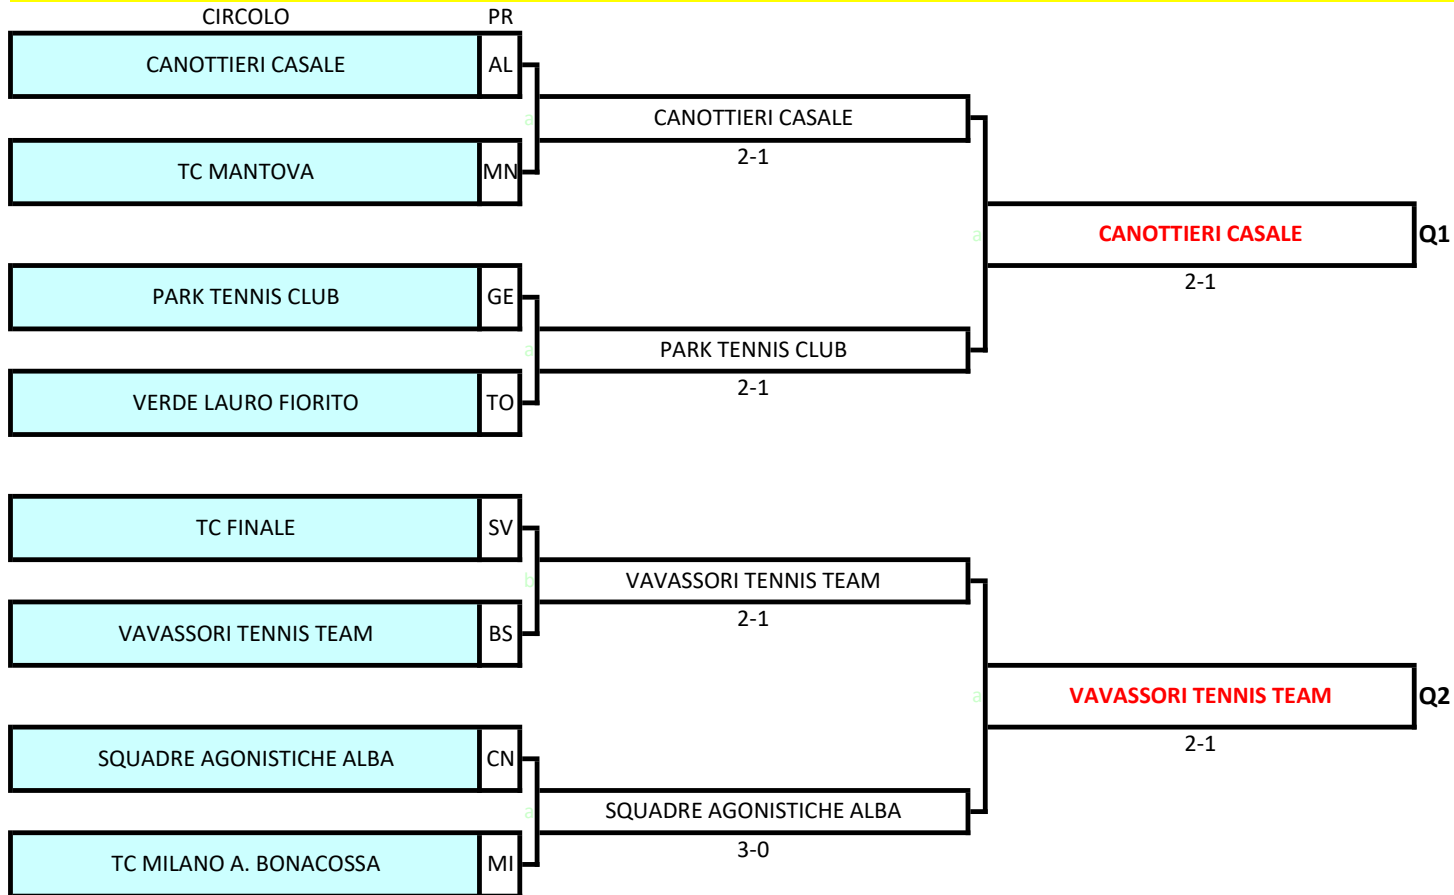 CIRCOLO PR
CANOTTIERI CASALE AL
a CANOTTIERI CASALE
2-1
TC MANTOVA MN
a CANOTTIERI CASALE Q1
2-1
PARK TENNIS CLUB GE
a PARK TENNIS CLUB
2-1
VERDE LAURO FIORITO TO
TC FINALE SV
b VAVASSORI TENNIS TEAM
2-1
VAVASSORI TENNIS TEAM BS
a VAVASSORI TENNIS TEAM Q2
2-1
SQUADRE AGONISTICHE ALBA CN
a SQUADRE AGONISTICHE ALBA
3-0
TC MILANO A. BONACOSSA MI